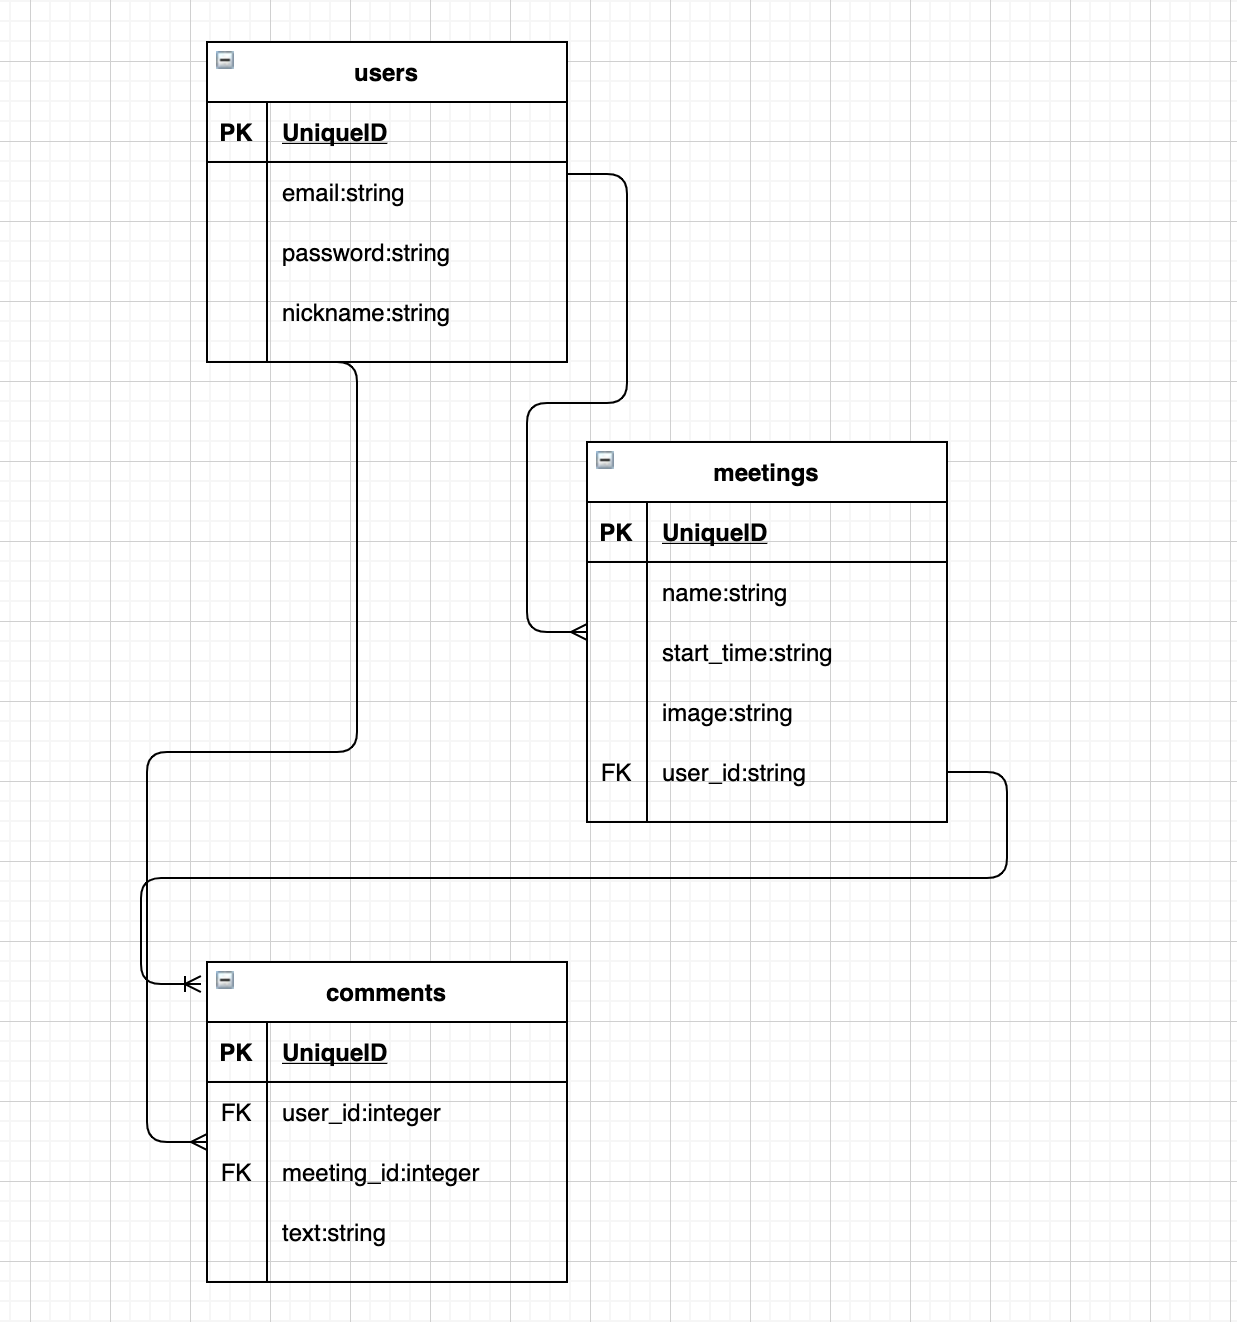 users
PK UniqueID
email:string
password:string
nickname:string
meetings
PK UniqueID
name:string
start_time:string
image:string
FK user_id:string
comments
PK UniqueID
FK user_id:integer
FK meeting_id:integer
text:string